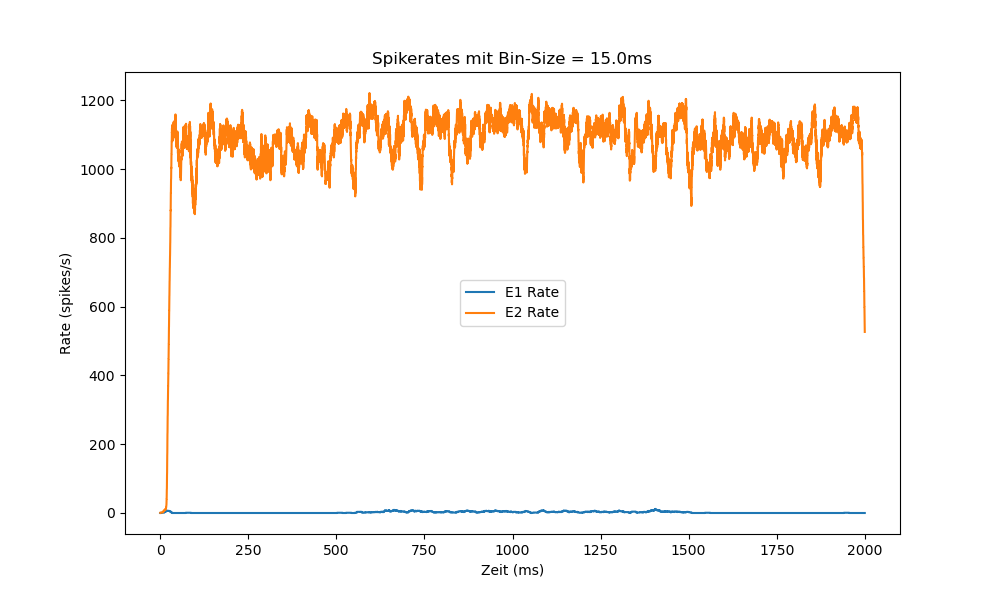 Spikerates mit Bin-Size = 15.0ms
1200
1000
800
600
400
200
0
Rate (spikes/s)
E1 Rate
E2 Rate
0 250 500 750 1000 1250 1500 1750 2000
Zeit (ms)